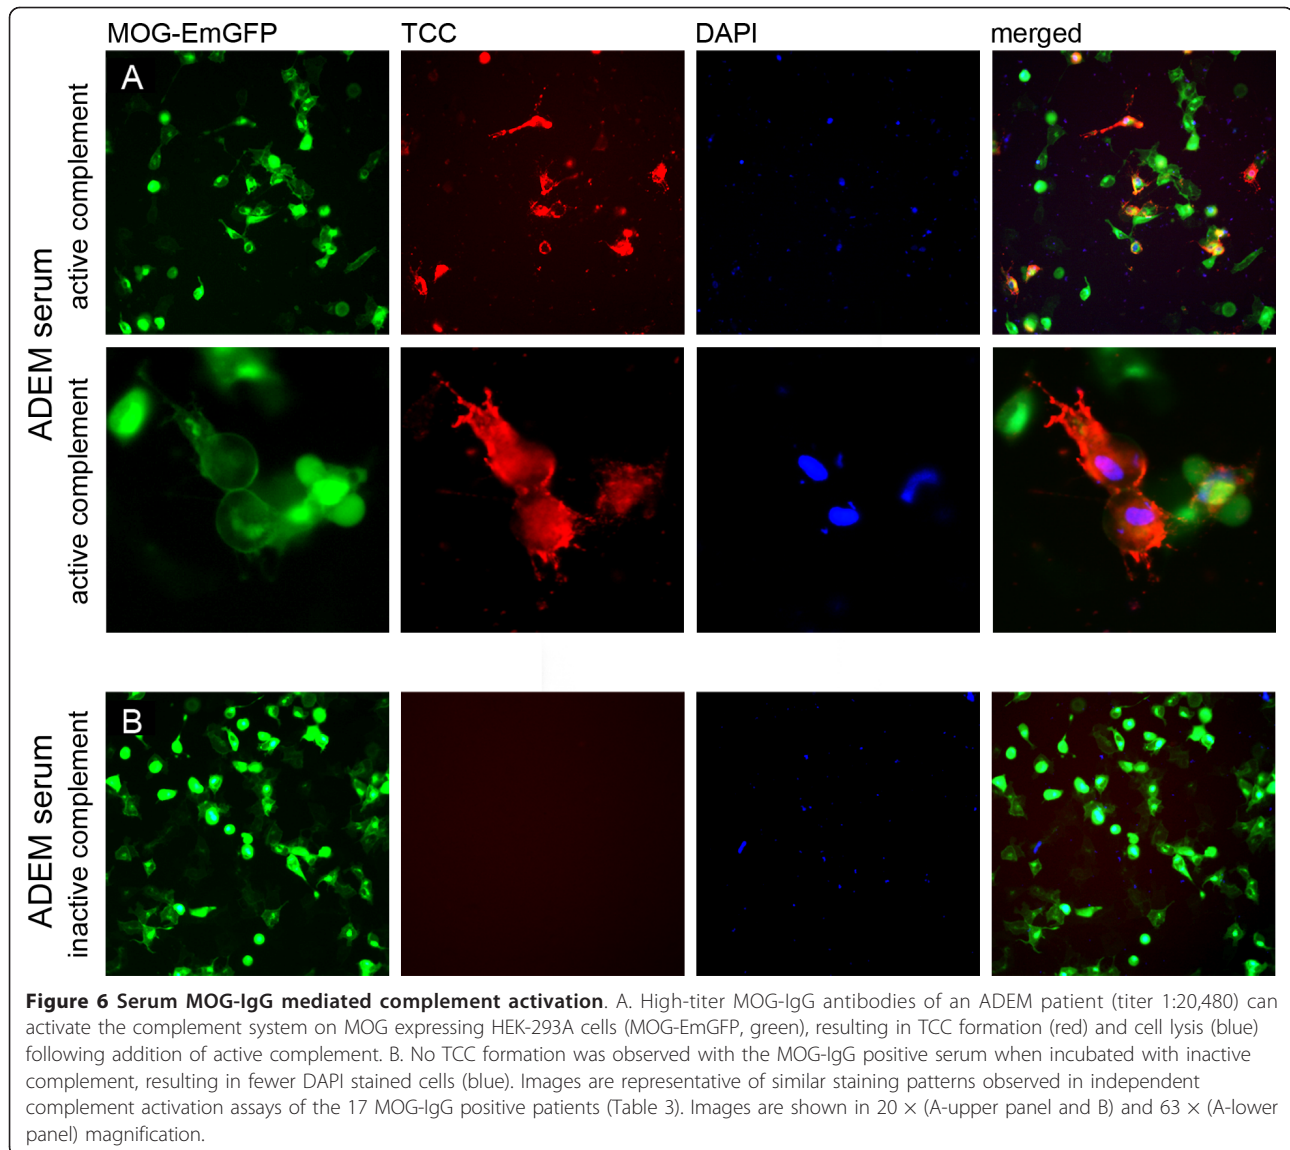 MOG-EmGFP TCC DAPI merged
A
ADEM serum
active complement
active complement
B
ADEM serum
inactive complement
Figure 6 Serum MOG-IgG mediated complement activation. A. High-titer MOG-IgG antibodies of an ADEM patient (titer 1:20,480) can
activate the complement system on MOG expressing HEK-293A cells (MOG-EmGFP, green), resulting in TCC formation (red) and cell lysis (blue)
following addition of active complement. B. No TCC formation was observed with the MOG-IgG positive serum when incubated with inactive
complement, resulting in fewer DAPI stained cells (blue). Images are representative of similar staining patterns observed in independent
complement activation assays of the 17 MOG-IgG positive patients (Table 3). Images are shown in 20 × (A-upper panel and B) and 63 × (A-lower
panel) magnification.